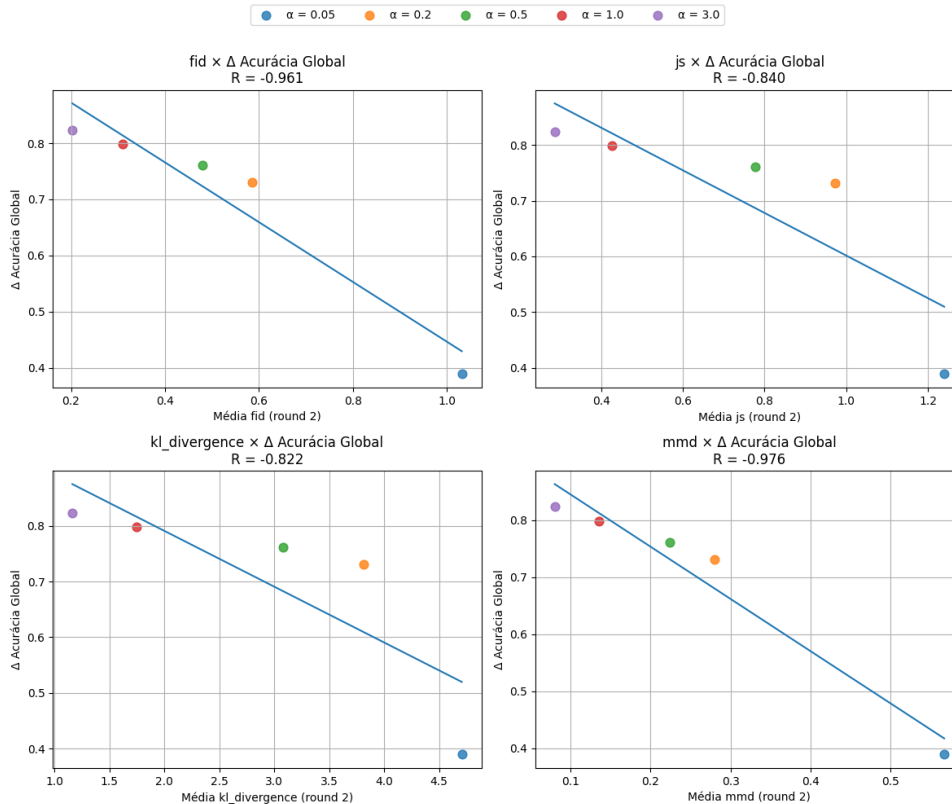 α = 0.05 α = 0.2 α = 0.5 α = 1.0 α = 3.0
fid × Δ Acurácia Global
R = -0.961
Δ Acurácia Global
0.8
0.7
0.6
0.5
0.4
0.2 0.4 0.6 0.8 1.0
Média fid (round 2)
js × Δ Acurácia Global
R = -0.840
Δ Acurácia Global
0.8
0.7
0.6
0.5
0.4
0.4 0.6 0.8 1.0 1.2
Média js (round 2)
kl_divergence × Δ Acurácia Global
R = -0.822
Δ Acurácia Global
0.8
0.7
0.6
0.5
0.4
1.0 1.5 2.0 2.5 3.0 3.5 4.0 4.5
Média kl_divergence (round 2)
mmd × Δ Acurácia Global
R = -0.976
Δ Acurácia Global
0.8
0.7
0.6
0.5
0.4
0.1 0.2 0.3 0.4 0.5
Média mmd (round 2)